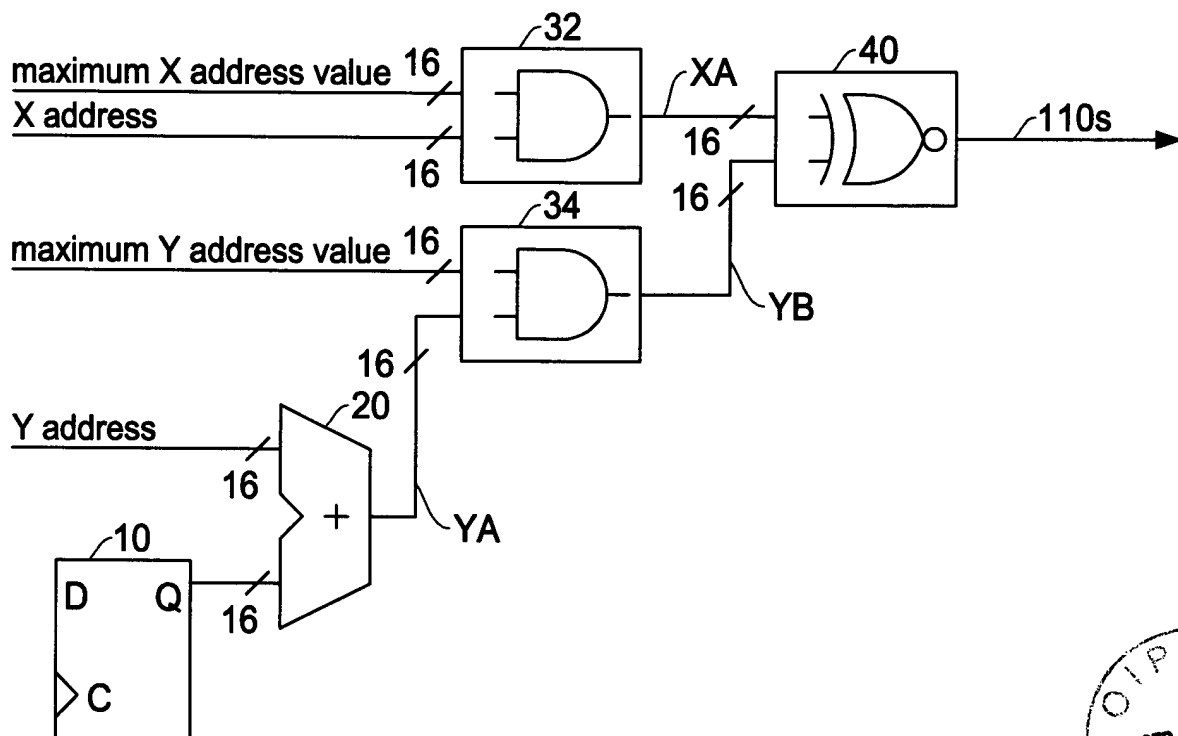 32
maximum X address value 16
X address
16
XA
16
40
110s
34
maximum Y address value 16
16
16
YB
Y address
16
20
+
YA
10
D Q
16
C
OIP